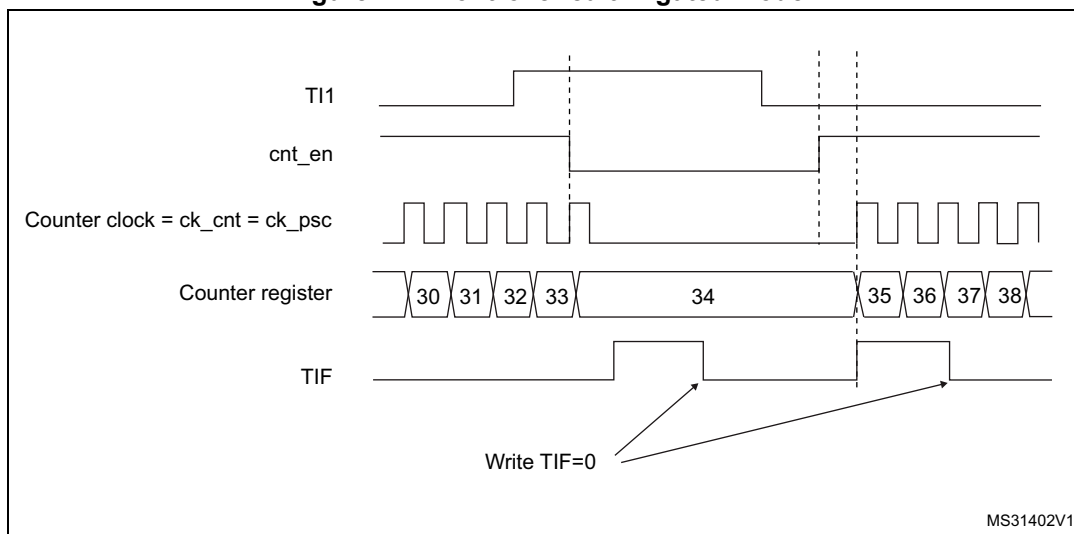 TI1
cnt_en
Counter clock = ck_cnt = ck_psc
Counter register
30 31 32 33 34 35 36 37 38
TIF
Write TIF=0
MS31402V1